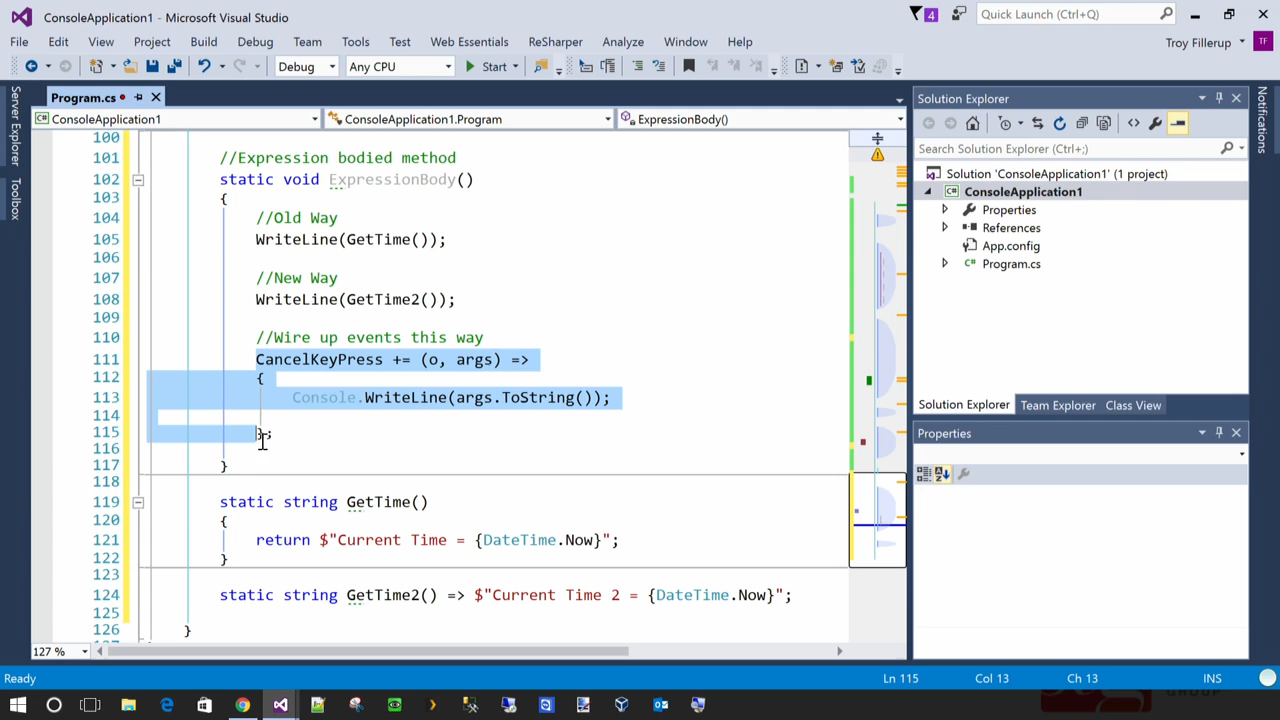 ConsoleApplication1 - Microsoft Visual Studio
4
Quick Launch (Ctrl+Q)
File Edit View Project Build Debug Team Tools Test Web Essentials ReSharper Analyze Window Help
Troy Fillerup TF
Debug Any CPU Start
Server Explorer
Toolbox
Program.cs
ConsoleApplication1 ConsoleApplication1.Program ExpressionBody()
100
101 //Expression bodied method
102 static void ExpressionBody()
103 {
104 //Old Way
105 WriteLine(GetTime());
106
107 //New Way
108 WriteLine(GetTime2());
109
110 //Wire up events this way
111 CancelKeyPress += (o, args) =>
112 {
113 Console.WriteLine(args.ToString());
114
115 };
116
117 }
118
119 static string GetTime()
120 {
121 return $"Current Time = {DateTime.Now}";
122 }
123
124 static string GetTime2() => $"Current Time 2 = {DateTime.Now}";
125
126 }
127 %
Solution Explorer
Search Solution Explorer (Ctrl+;)
Solution 'ConsoleApplication1' (1 project)
C# ConsoleApplication1
Properties
References
App.config
C# Program.cs
Solution Explorer Team Explorer Class View
Properties
Notifications
Ready Ln 115 Col 13 Ch 13 INS
GROUP